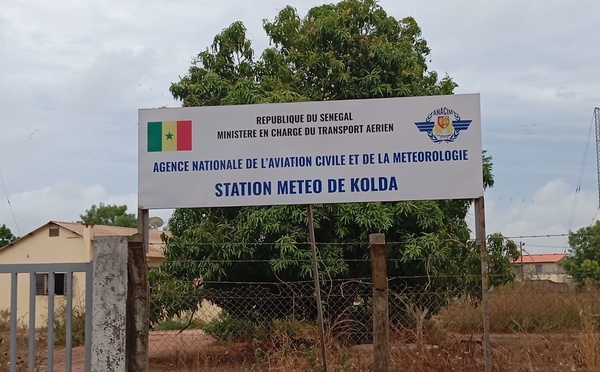 REPUBLIQUE DU SENEGAL
MINISTERE EN CHARGE DU TRANSPORT AERIEN
ANACIM
AGENCE NATIONALE DE L'AVIATION CIVILE ET DE LA METEOROLOGIE
STATION METEO DE KOLDA